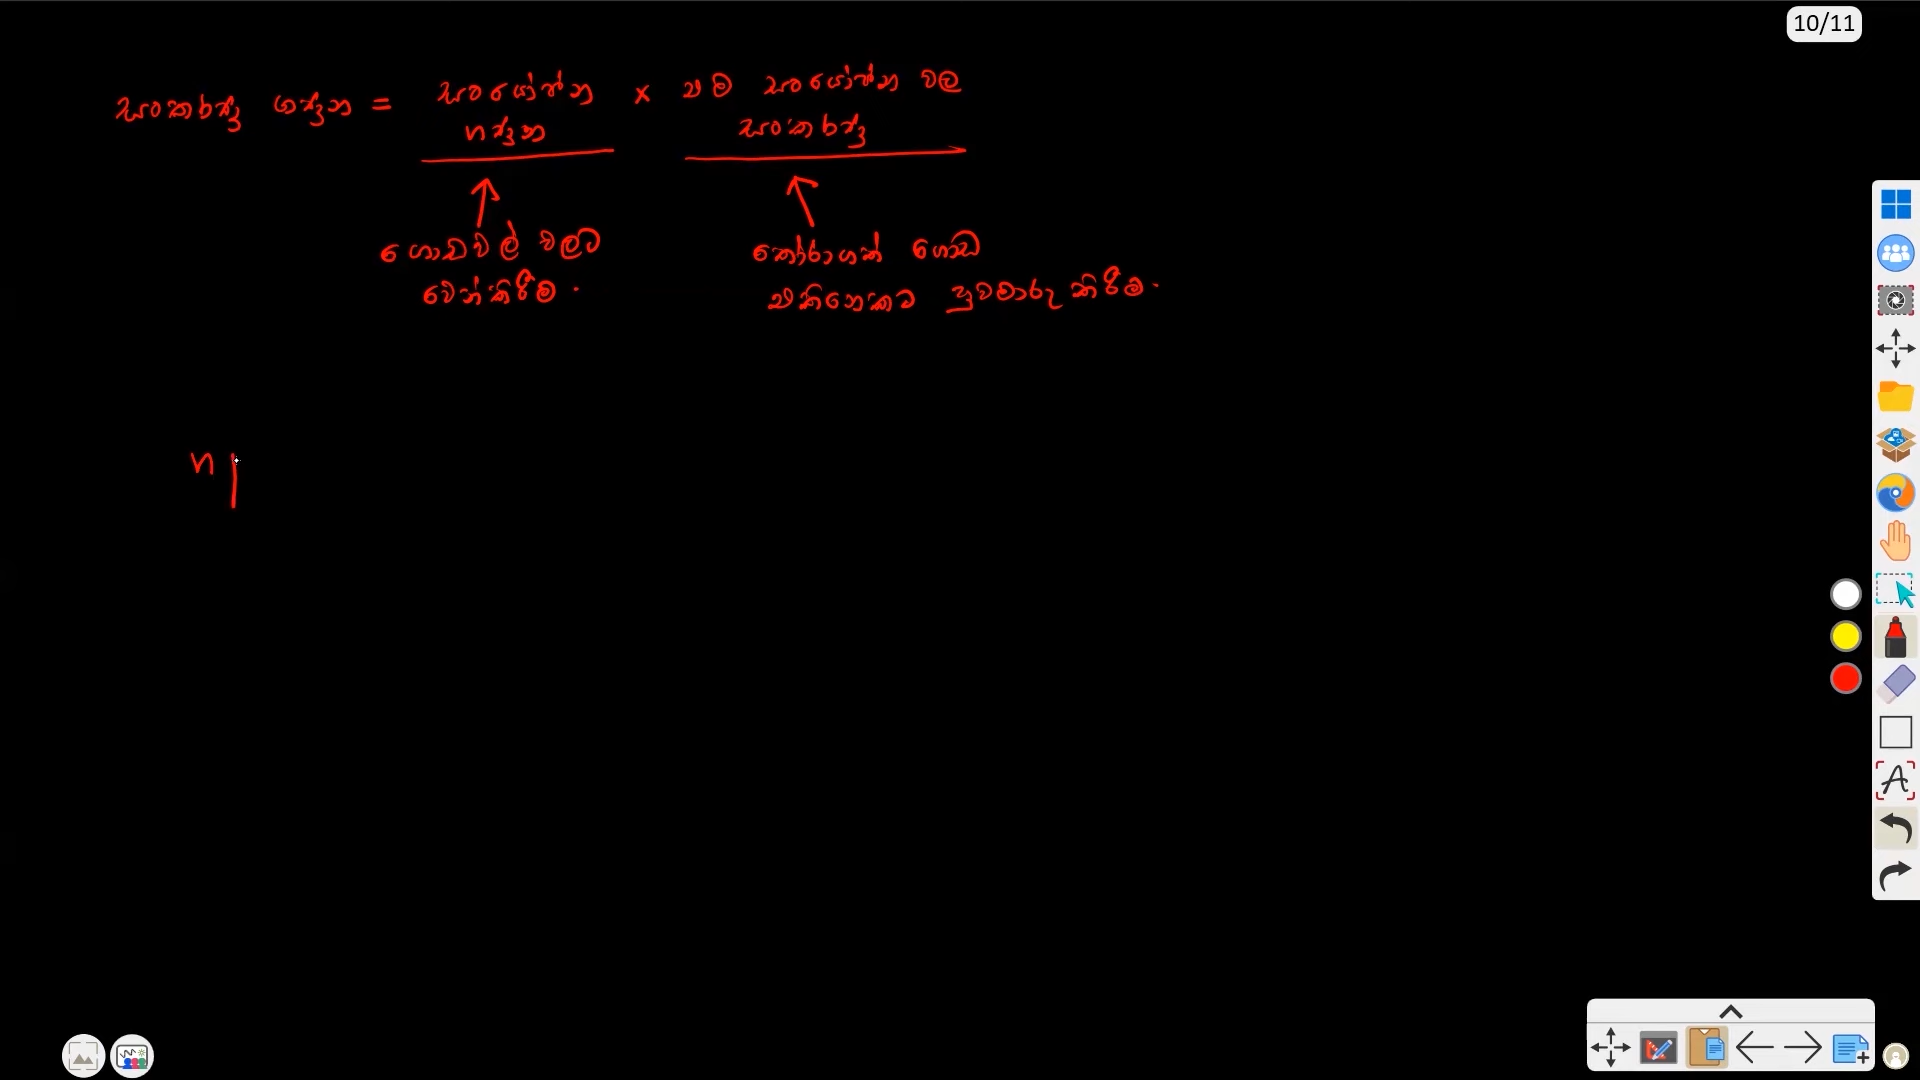 10/11
සංකරණ ගණන = සංයෝජන × එම සංයෝජන වල
ගණන සංකරණ
ගොඩවල් වලට
වෙන්කිරීම.
තෝරාගත් ගොඩ
එකිනෙකට හුවමාරු කිරීම.
n